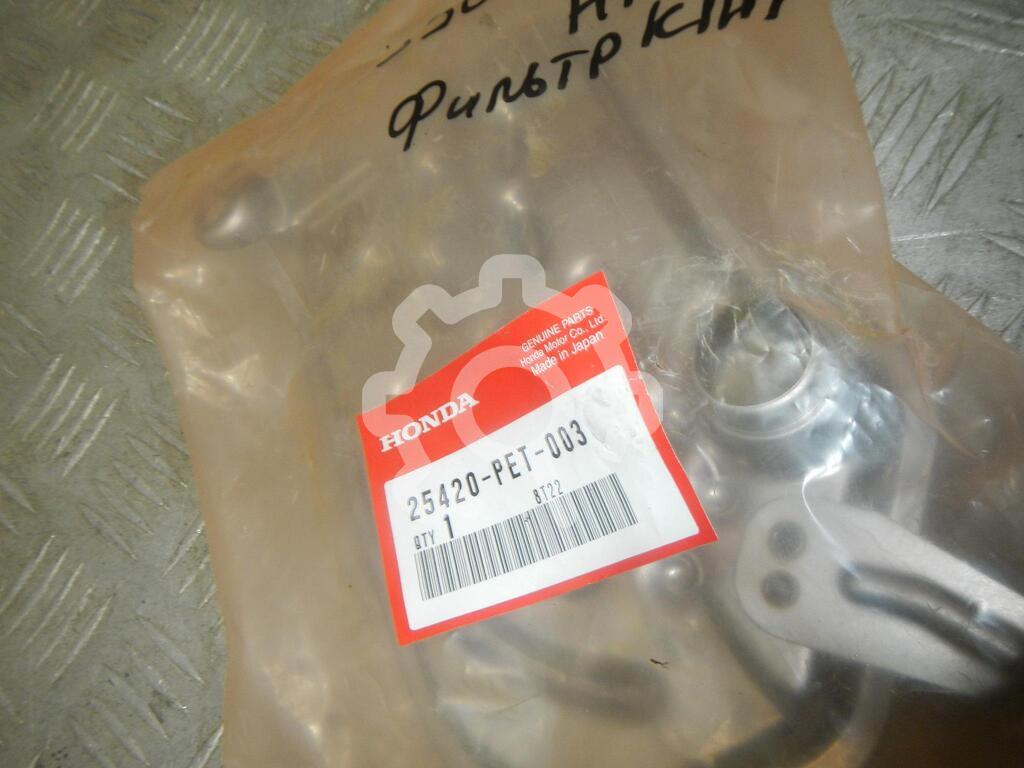 Фильтр
GENUINE PARTS
Honda Motor Co., Ltd.
Made in Japan
HONDA
25420-PET-003
8T22
QTY 1